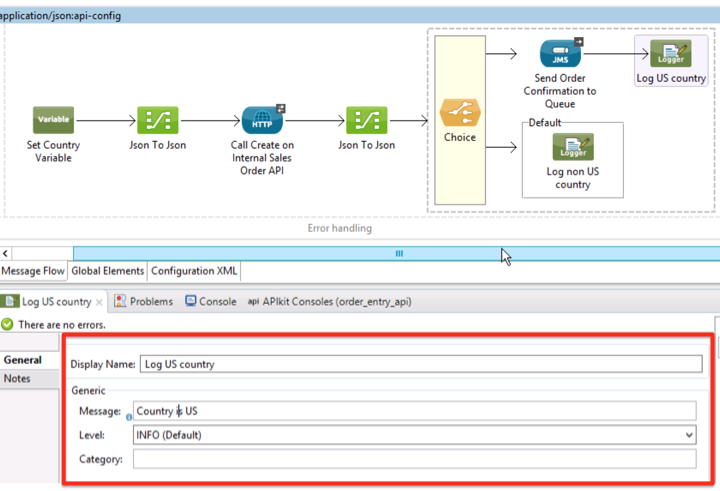 application/json:api-config
JMS
Logger
Send Order
Confirmation to
Queue
Log US country
Variable
HTTP
Set Country
Variable
Json To Json
Call Create on
Internal Sales
Order API
Json To Json
Choice
Default
Logger
Log non US
country
Error handling
Message Flow Global Elements Configuration XML
Log US country Problems Console api APIkit Consoles (order_entry_api)
There are no errors.
General
Notes
Display Name: Log US country
Generic
Message: Country is US
Level: INFO (Default)
Category: